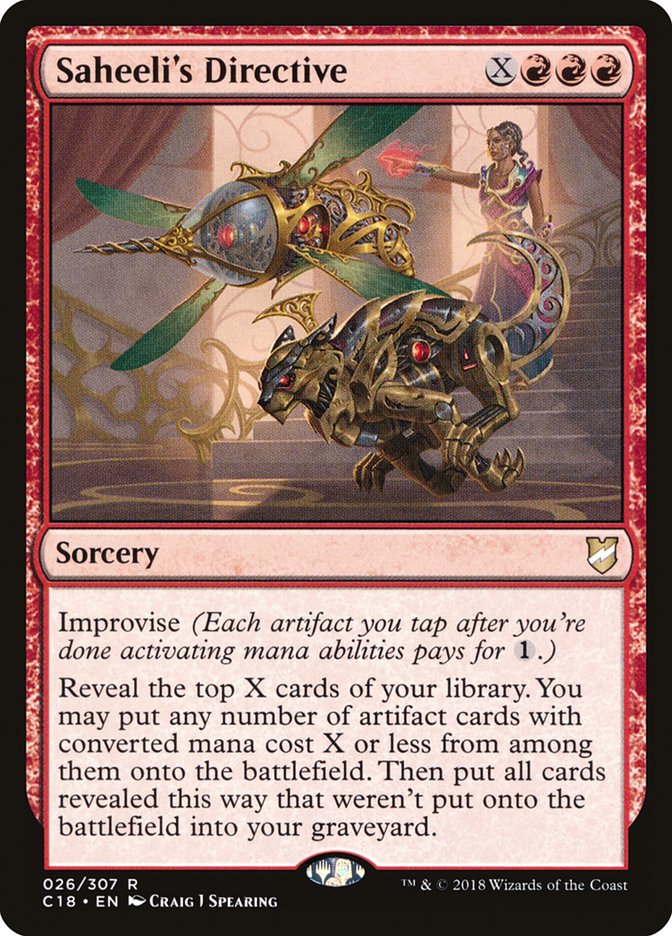 Saheeli's Directive X
Sorcery
Improvise (Each artifact you tap after you're
done activating mana abilities pays for 1.)
Reveal the top X cards of your library. You
may put any number of artifact cards with
converted mana cost X or less from among
them onto the battlefield. Then put all cards
revealed this way that weren't put onto the
battlefield into your graveyard.
026/307 R
C18 • EN Craig J Spearing
™ & © 2018 Wizards of the Coast